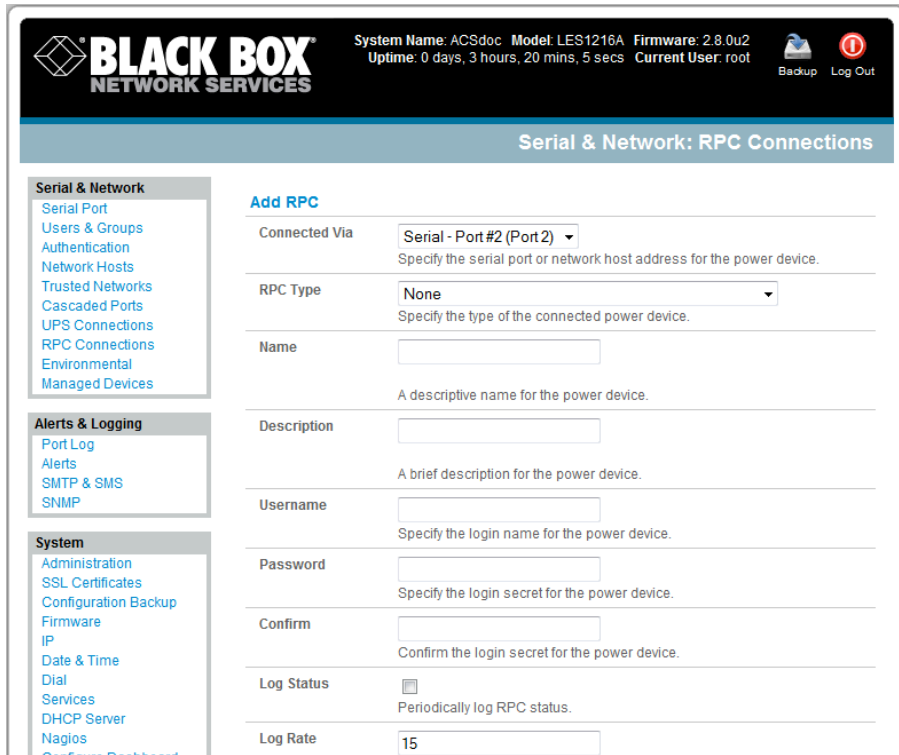 BLACK BOX
NETWORK SERVICES
System Name: ACSdoc Model: LES1216A Firmware: 2.8.0u2
Uptime: 0 days, 3 hours, 20 mins, 5 secs Current User: root
Backup
Log Out
Serial & Network: RPC Connections
Serial & Network
Serial Port
Users & Groups
Authentication
Network Hosts
Trusted Networks
Cascaded Ports
UPS Connections
RPC Connections
Environmental
Managed Devices
Alerts & Logging
Port Log
Alerts
SMTP & SMS
SNMP
System
Administration
SSL Certificates
Configuration Backup
Firmware
IP
Date & Time
Dial
Services
DHCP Server
Nagios
Configure Dashboard
Add RPC
Connected Via
Serial - Port #2 (Port 2)
Specify the serial port or network host address for the power device.
RPC Type
None
Specify the type of the connected power device.
Name
A descriptive name for the power device.
Description
A brief description for the power device.
Username
Specify the login name for the power device.
Password
Specify the login secret for the power device.
Confirm
Confirm the login secret for the power device.
Log Status
Periodically log RPC status.
Log Rate
15